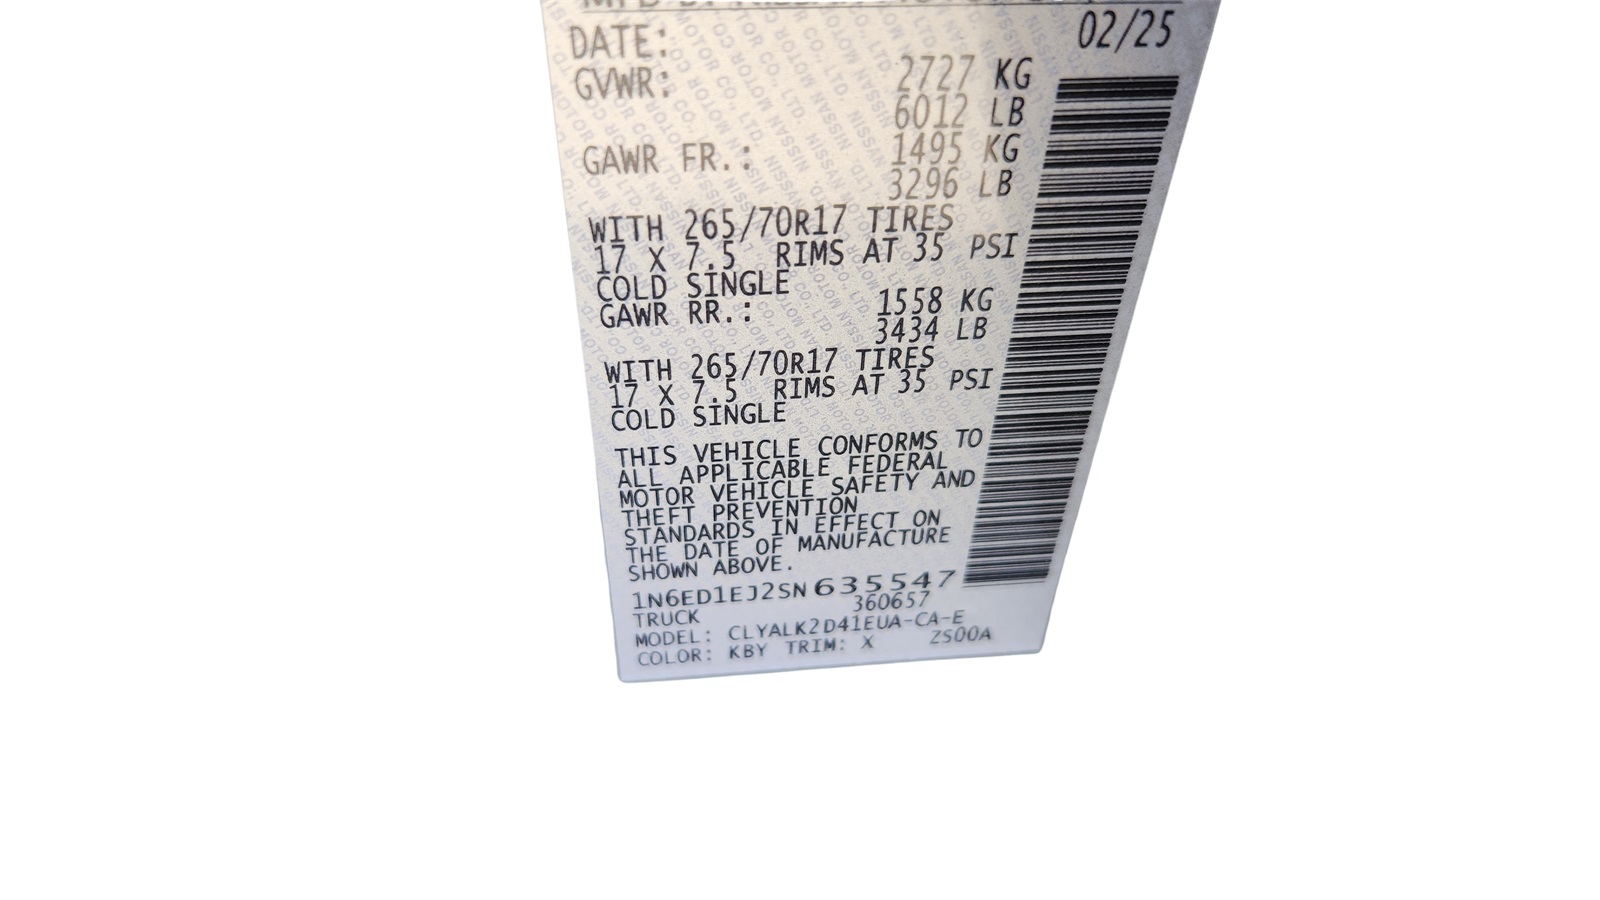 DATE: 02/25
GVWR: 2727 KG
6012 LB
GAWR FR.: 1495 KG
3296 LB
WITH 265/70R17 TIRES
17 X 7.5 RIMS AT 35 PSI
COLD SINGLE
GAWR RR.: 1558 KG
3434 LB
WITH 265/70R17 TIRES
17 X 7.5 RIMS AT 35 PSI
COLD SINGLE
THIS VEHICLE CONFORMS TO
ALL APPLICABLE FEDERAL
MOTOR VEHICLE SAFETY AND
THEFT PREVENTION
STANDARDS IN EFFECT ON
THE DATE OF MANUFACTURE
SHOWN ABOVE.
1N6ED1EJ2SN635547
TRUCK 360657
MODEL: CLYALK2D41EUA-CA-E
COLOR: KBY TRIM: X ZS00A